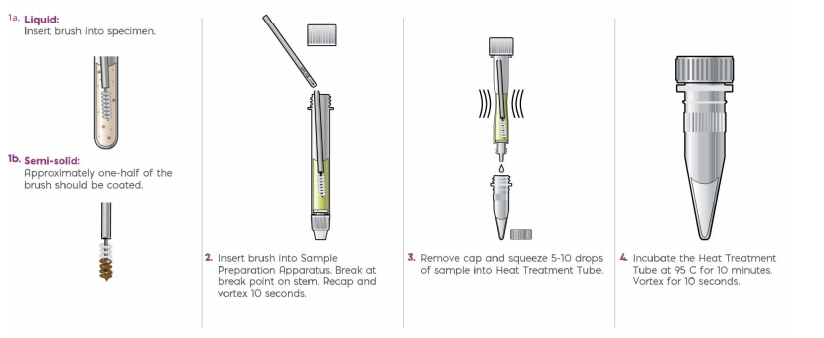 1a. Liquid:
Insert brush into specimen.
1b. Semi-solid:
Approximately one-half of the
brush should be coated.
2. Insert brush into Sample
Preparation Apparatus. Break at
break point on stem. Recap and
vortex 10 seconds.
3. Remove cap and squeeze 5-10 drops
of sample into Heat Treatment Tube.
4. Incubate the Heat Treatment
Tube at 95 C for 10 minutes.
Vortex for 10 seconds.